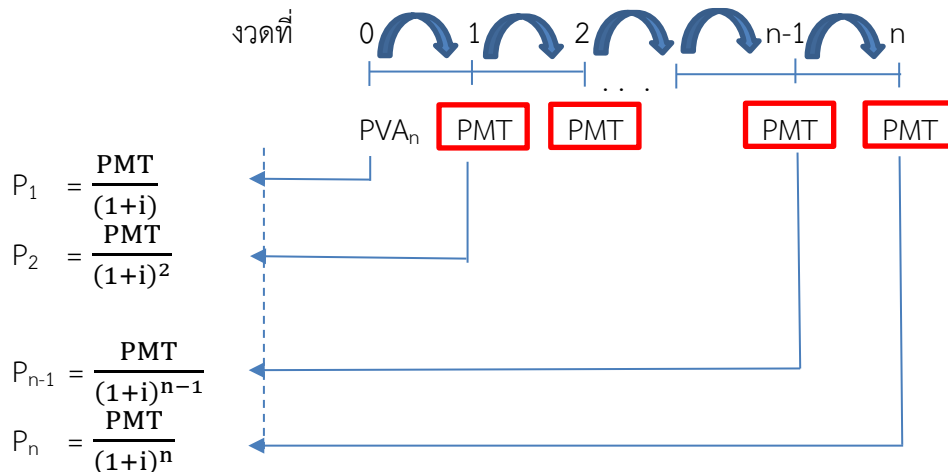 งวดที่ 0 1 2 n-1 n
. . .
PVAₙ PMT PMT PMT PMT
P₁ = PMT/(1+i)
P₂ = PMT/(1+i)²
Pₙ₋₁ = PMT/(1+i)ⁿ⁻¹
Pₙ = PMT/(1+i)ⁿ